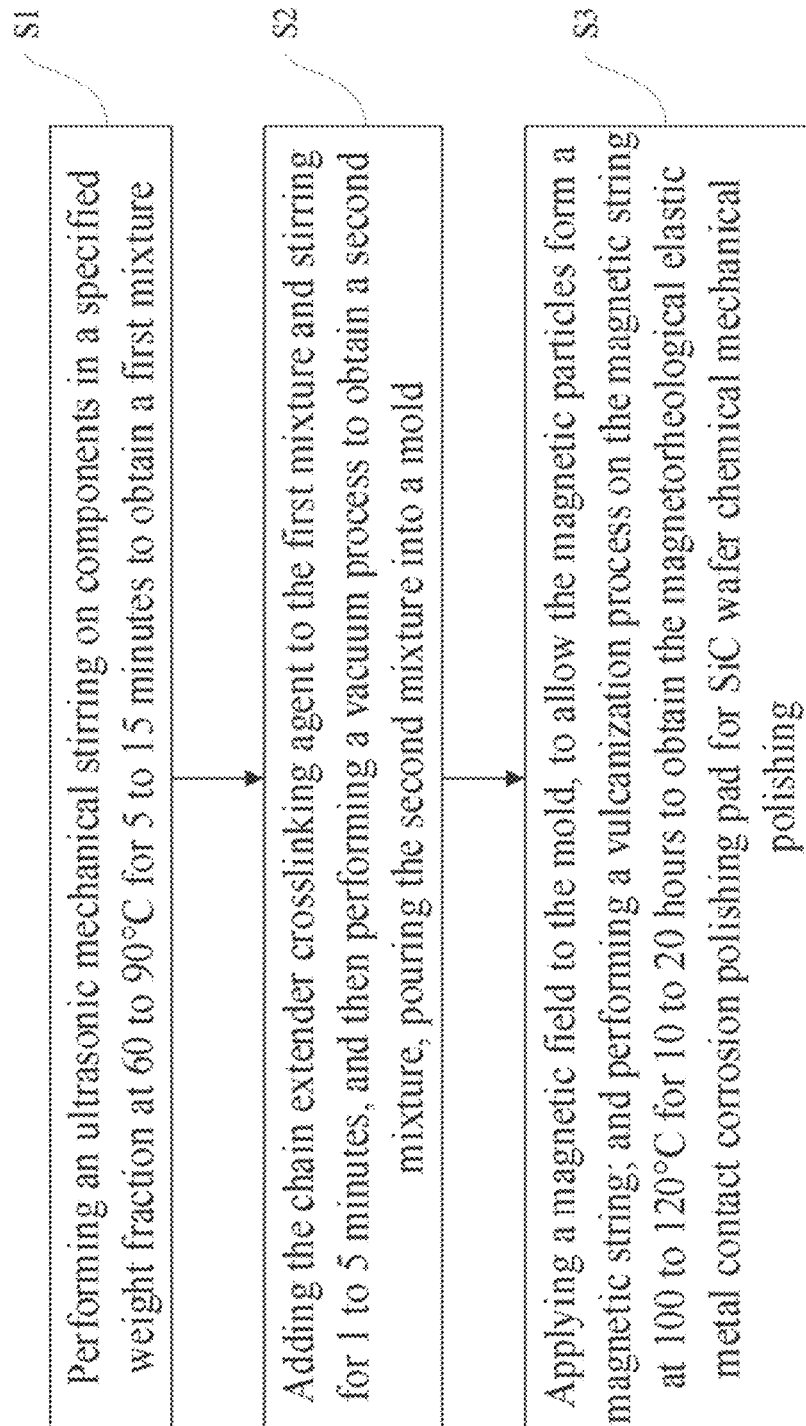 S1
Performing an ultrasonic mechanical stirring on components in a specified
weight fraction at 60 to 90°C for 5 to 15 minutes to obtain a first mixture
S2
Adding the chain extender crosslinking agent to the first mixture and stirring
for 1 to 5 minutes, and then performing a vacuum process to obtain a second
mixture, pouring the second mixture into a mold
S3
Applying a magnetic field to the mold, to allow the magnetic particles form a
magnetic string; and performing a vulcanization process on the magnetic string
at 100 to 120°C for 10 to 20 hours to obtain the magnetorheological elastic
metal contact corrosion polishing pad for SiC wafer chemical mechanical
polishing